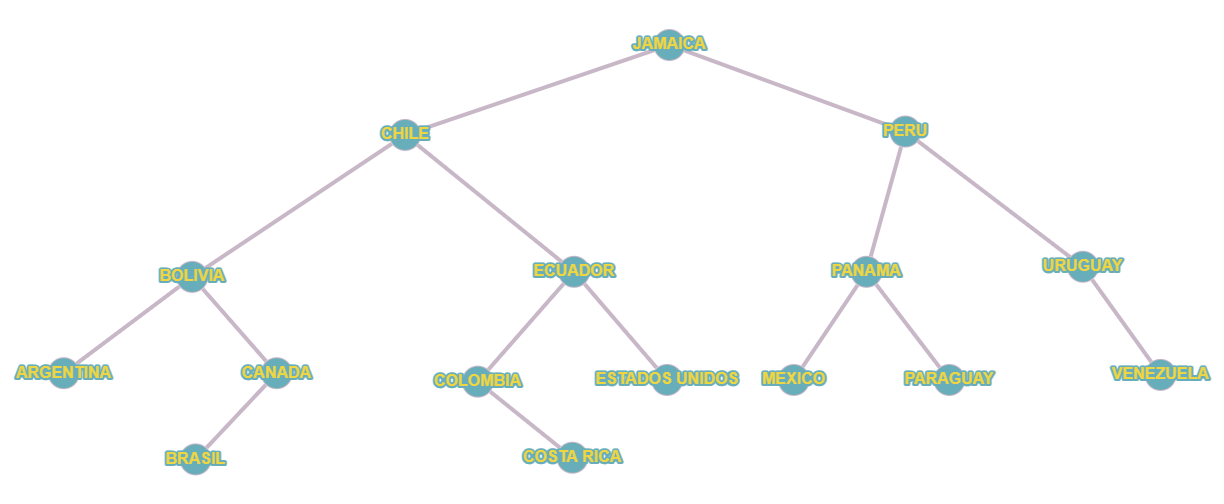 JAMAICA
CHILE
PERU
BOLIVIA
ECUADOR
PANAMA
URUGUAY
ARGENTINA
CANADA
COLOMBIA
ESTADOS UNIDOS
MEXICO
PARAGUAY
VENEZUELA
BRASIL
COSTA RICA